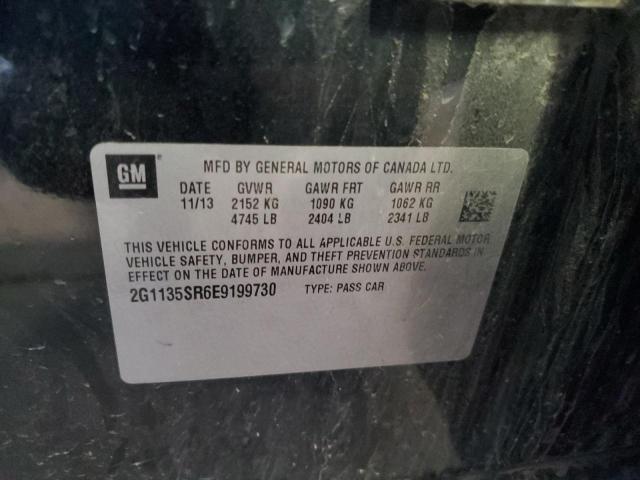 GM
MFD BY GENERAL MOTORS OF CANADA LTD.
DATE GVWR GAWR FRT GAWR RR
11/13 2152 KG 1090 KG 1062 KG
4745 LB 2404 LB 2341 LB
THIS VEHICLE CONFORMS TO ALL APPLICABLE U.S. FEDERAL MOTOR
VEHICLE SAFETY, BUMPER, AND THEFT PREVENTION STANDARDS IN
EFFECT ON THE DATE OF MANUFACTURE SHOWN ABOVE.
2G1135SR6E9199730 TYPE: PASS CAR